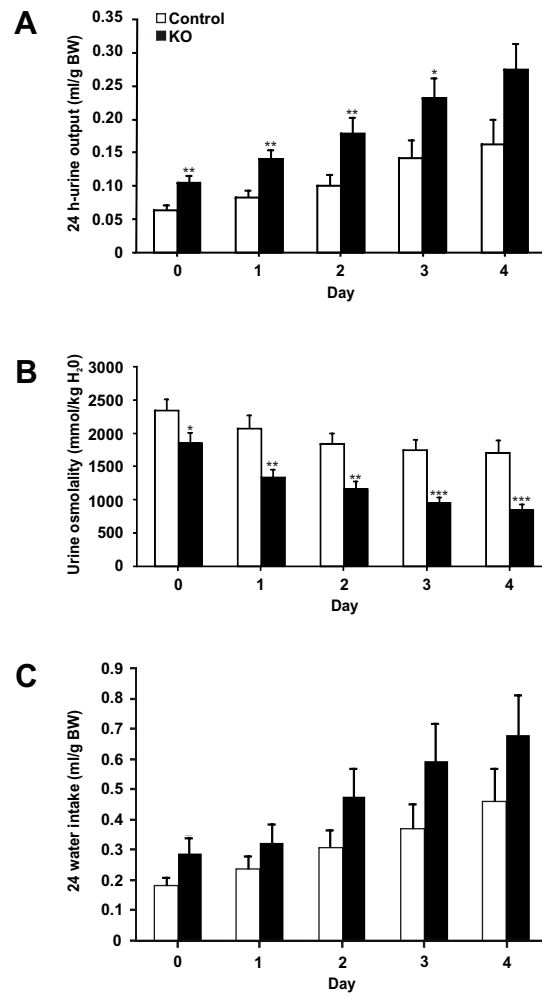 A
Control
KO
24 h-urine output (ml/g BW)
0.35
0.30
0.25
0.20
0.15
0.10
0.05
0
**
**
**
*
0 1 2 3 4
Day
B
Urine osmolality (mmol/kg H₂0)
3000
2500
2000
1500
1000
500
0
*
**
**
***
***
0 1 2 3 4
Day
C
24 water intake (ml/g BW)
0.9
0.8
0.7
0.6
0.5
0.4
0.3
0.2
0.1
0
0 1 2 3 4
Day